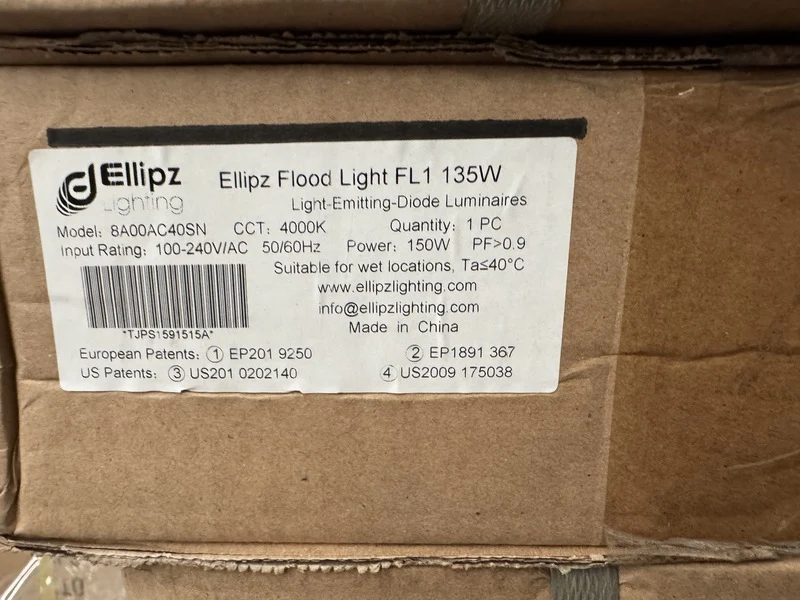 Ellipz
Lighting
Ellipz Flood Light FL1 135W
Light-Emitting-Diode Luminaires
Model: 8A00AC40SN CCT: 4000K Quantity: 1 PC
Input Rating: 100-240V/AC 50/60Hz Power: 150W PF>0.9
Suitable for wet locations, Ta≤40°C
www.ellipzlighting.com
info@ellipzlighting.com
Made in China
*TJPS1591515A*
European Patents: ① EP201 9250 ② EP1891 367
US Patents: ③ US201 0202140 ④ US2009 175038